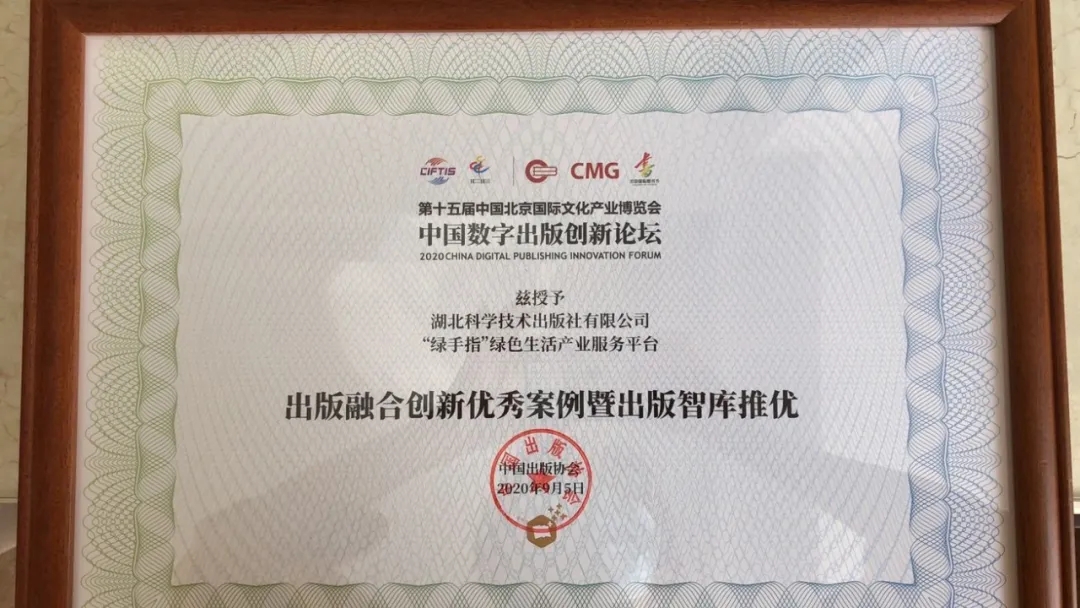 CIFTIS
CMG
第十五届中国北京国际文化产业博览会
中国数字出版创新论坛
2020 CHINA DIGITAL PUBLISHING INNOVATION FORUM
兹授予
湖北科学技术出版社有限公司
“绿手指”绿色生活产业服务平台
出版融合创新优秀案例暨出版智库推优
中国出版协会
2020年9月5日